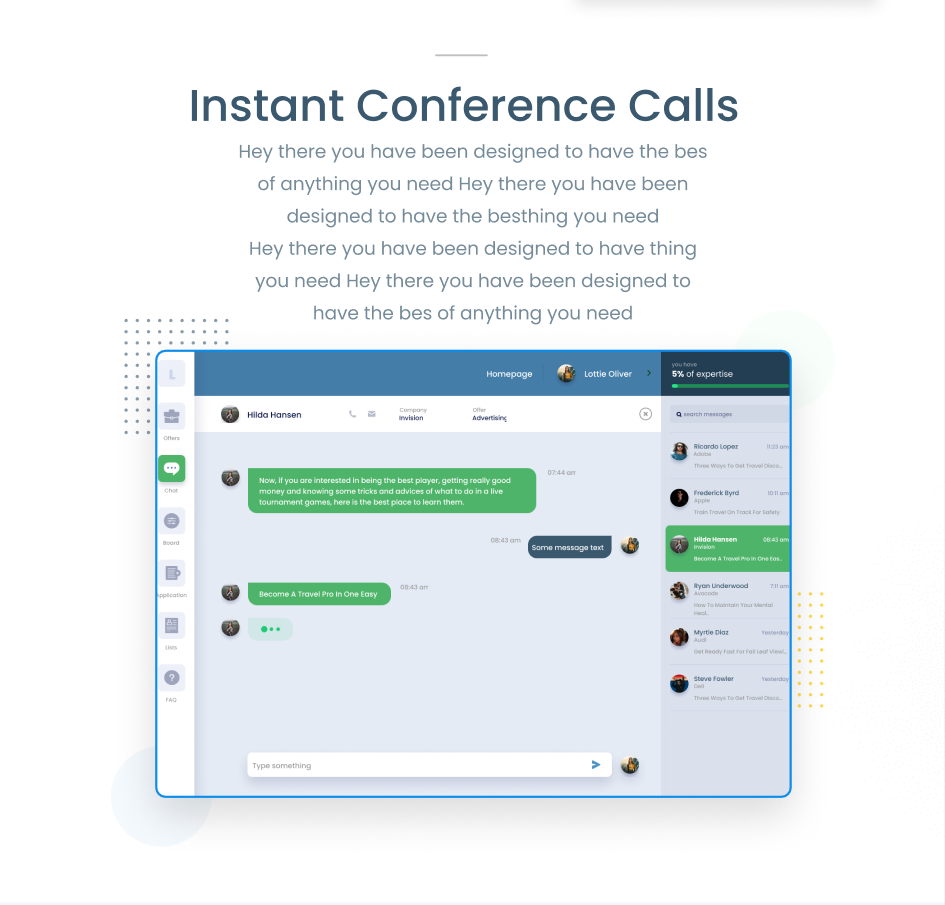 Instant Conference Calls
Hey there you have been designed to have the bes
of anything you need Hey there you have been
designed to have the besthing you need
Hey there you have been designed to have thing
you need Hey there you have been designed to
have the bes of anything you need
L
Offers
Chat
Board
Application
Lists
FAQ
Homepage
Lottie Oliver
Hilda Hansen
Company
Invision
Offer
Advertising
Now, if you are interested in being the best player, getting really good
money and knowing some tricks and advices of what to do in a live
tournament games, here is the best place to learn them.
07:44 am
08:43 am
Some message text
Become A Travel Pro In One Easy
08:43 am
Type something
you have
5% of expertise
search messages
Ricardo Lopez
11:23 am
Adobe
Three Ways To Get Travel Disco...
Frederick Byrd
10:11 am
Apple
Train Travel On Track For Safety
Hilda Hansen
08:43 am
Invision
Become A Travel Pro In One Eas...
Ryan Underwood
7:11 am
Avocode
How To Maintain Your Mental
Heal...
Myrtie Diaz
Yesterday
Audi
Get Ready Fast For Fall Leaf Viewi...
Steve Fowler
Yesterday
Dell
Three Ways To Get Travel Disco...